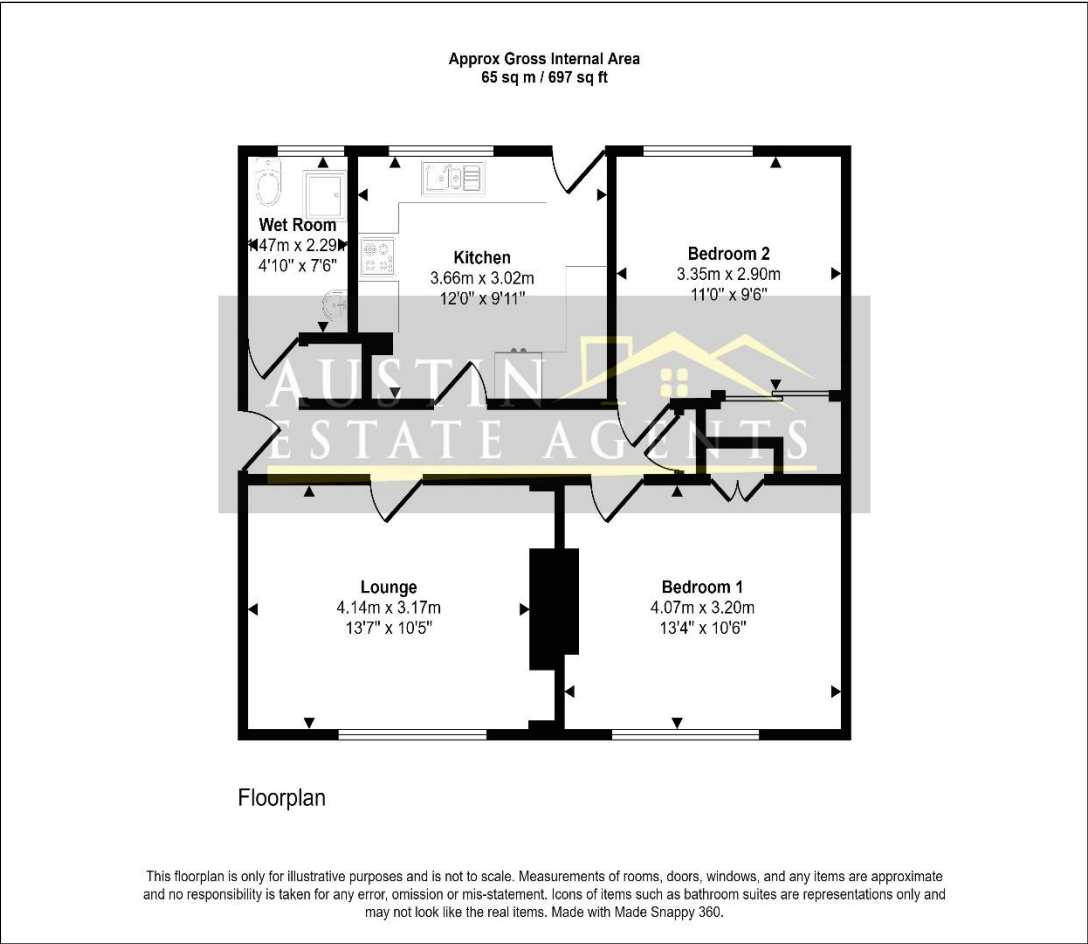 Approx Gross Internal Area
65 sq m / 697 sq ft
Wet Room
4'10" x 7'6"
Kitchen
3.66m x 3.02m
12'0" x 9'11"
Bedroom 2
3.35m x 2.90m
11'0" x 9'6"
AUSTIN
ESTATE AGENTS
Lounge
4.14m x 3.17m
13'7" x 10'5"
Bedroom 1
4.07m x 3.20m
13'4" x 10'6"
Floorplan
This floorplan is only for illustrative purposes and is not to scale. Measurements of rooms, doors, windows, and any items are approximate
and no responsibility is taken for any error, omission or mis-statement. Icons of items such as bathroom suites are representations only and
may not look like the real items. Made with Made Snappy 360.